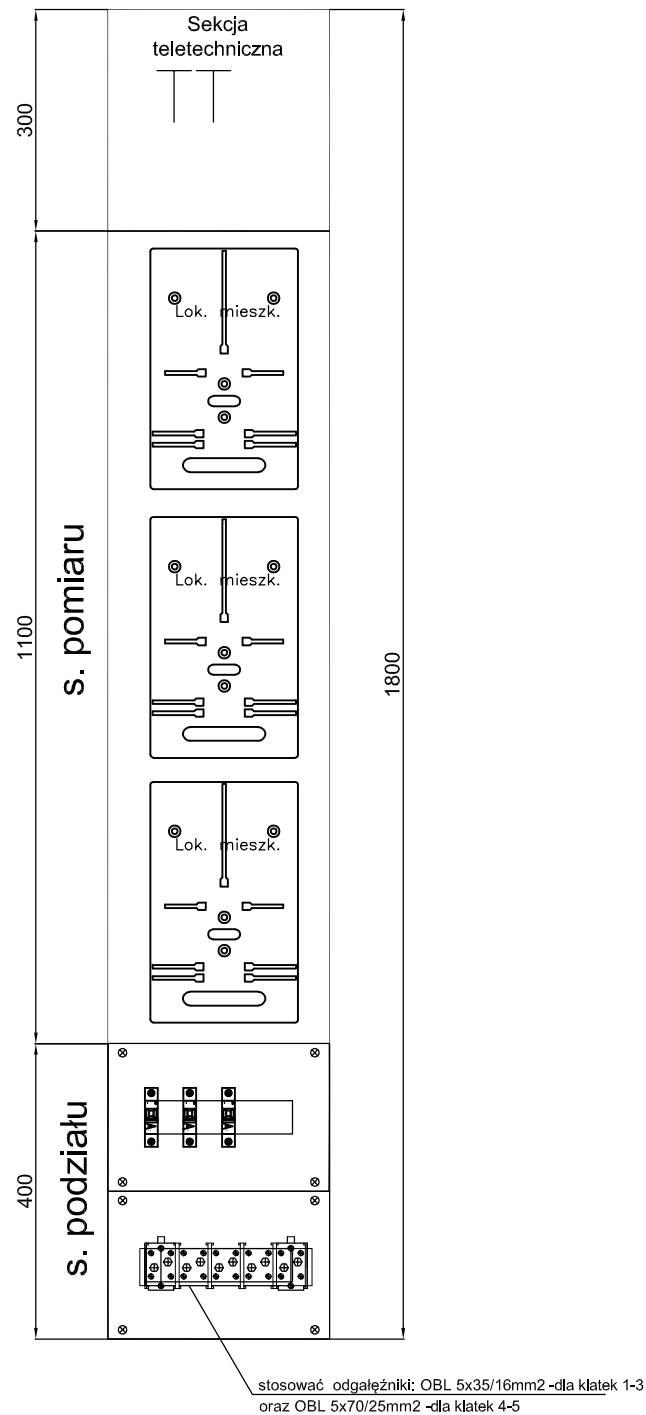 Sekcja
teletechniczna
300
Lok. mieszk.
s. pomiaru
1100
Lok. mieszk.
1800
Lok. mieszk.
s. podziału
400
stosować odgałęźniki: OBL 5x35/16mm2 -dla klatek 1-3
oraz OBL 5x70/25mm2 -dla klatek 4-5